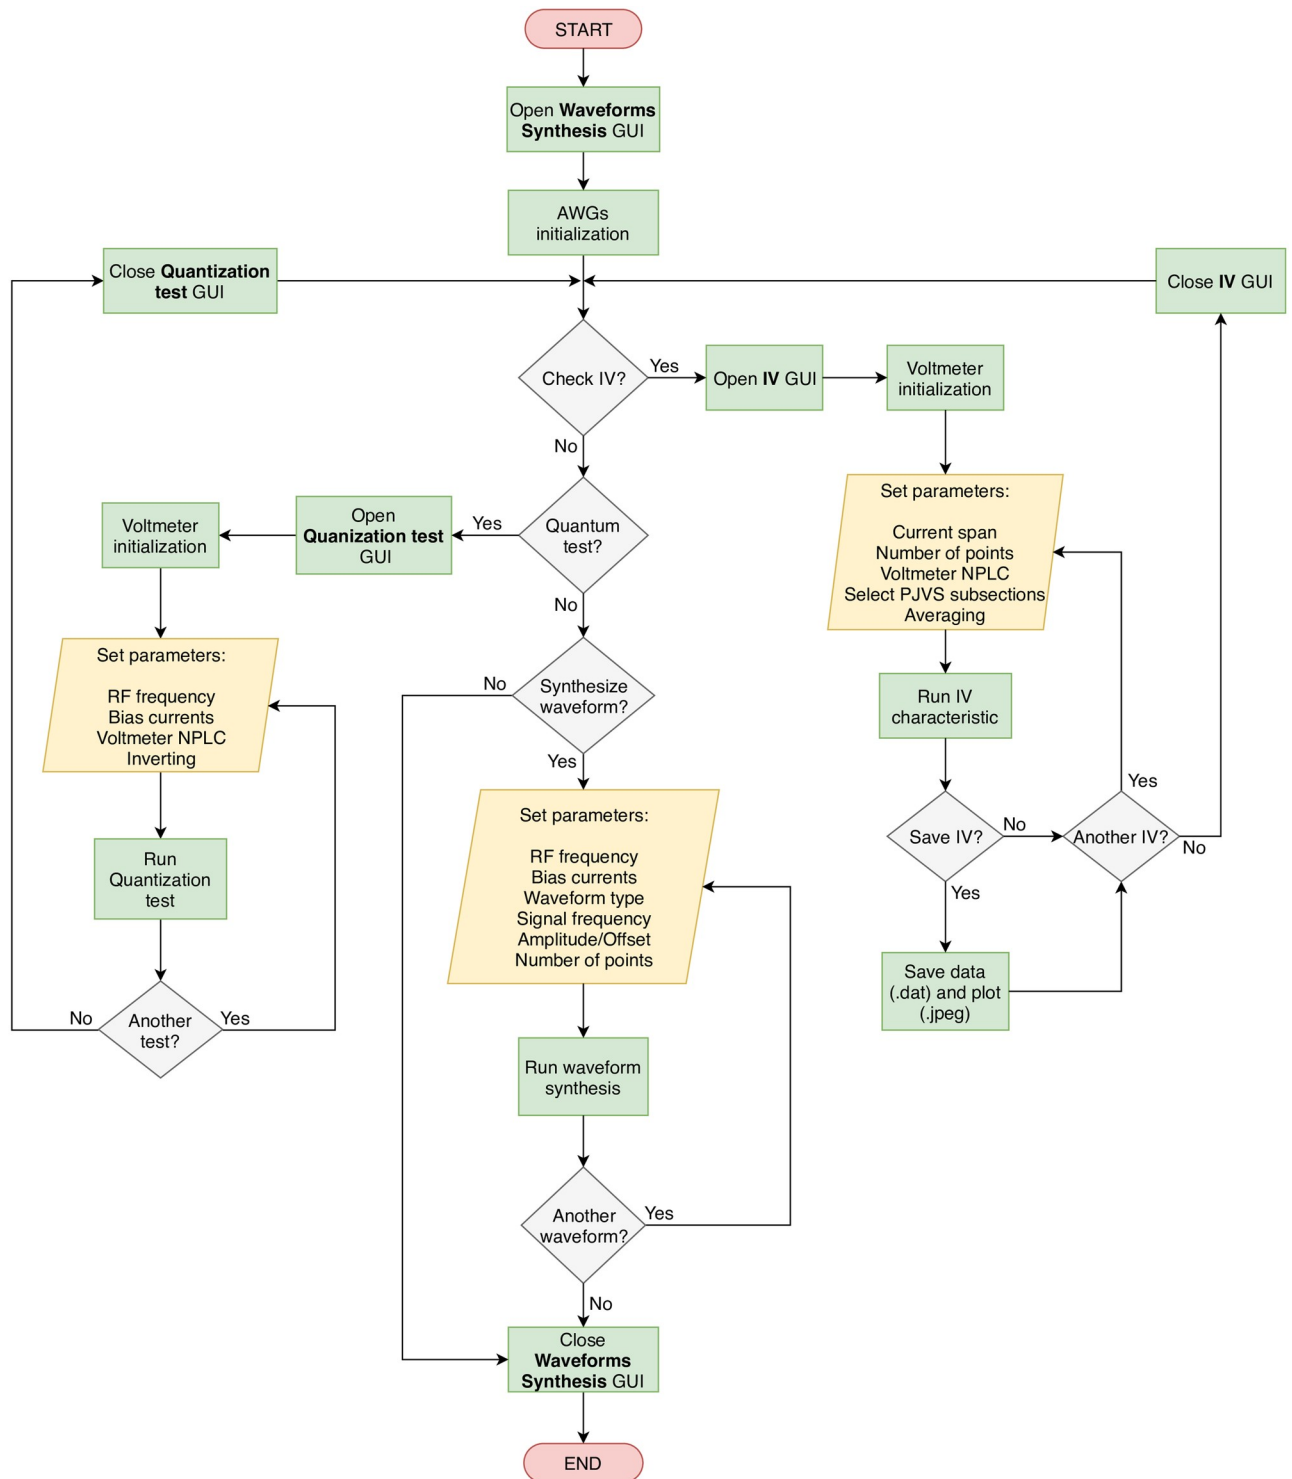 START
Open Waveforms
Synthesis GUI
AWGs
initialization
Close Quantization
test GUI
Close IV GUI
Check IV?
Yes
Open IV GUI
Voltmeter
initialization
No
Set parameters:
Current span
Number of points
Voltmeter NPLC
Select PJVS subsections
Averaging
Quantum
test?
Yes
Open
Quanization test
GUI
Voltmeter
initialization
No
Set parameters:
RF frequency
Bias currents
Voltmeter NPLC
Inverting
Synthesize
waveform?
No
Yes
Run IV
characteristic
Save IV?
No
Yes
Another IV?
Yes
No
Save data
(.dat) and plot
(.jpeg)
Run
Quantization
test
Another
test?
No
Yes
Set parameters:
RF frequency
Bias currents
Waveform type
Signal frequency
Amplitude/Offset
Number of points
Run waveform
synthesis
Another
waveform?
Yes
No
Close
Waveforms
Synthesis GUI
END